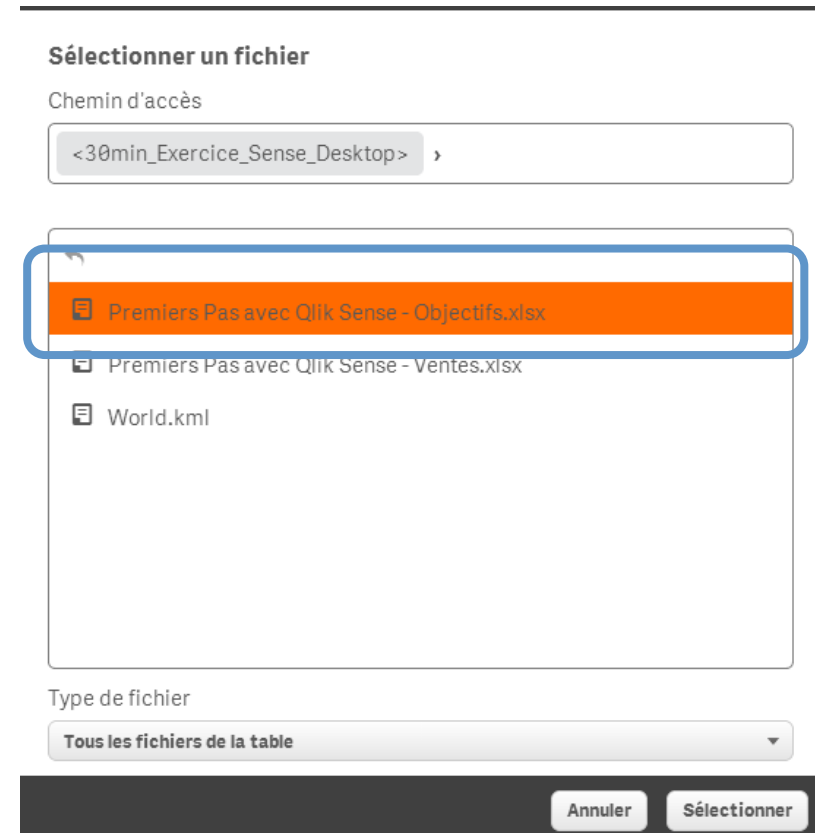 Sélectionner un fichier
Chemin d'accès
<30min_Exercice_Sense_Desktop> ›
Premiers Pas avec Qlik Sense - Objectifs.xlsx
Premiers Pas avec Qlik Sense - Ventes.xlsx
World.kml
Type de fichier
Tous les fichiers de la table
Annuler Sélectionner